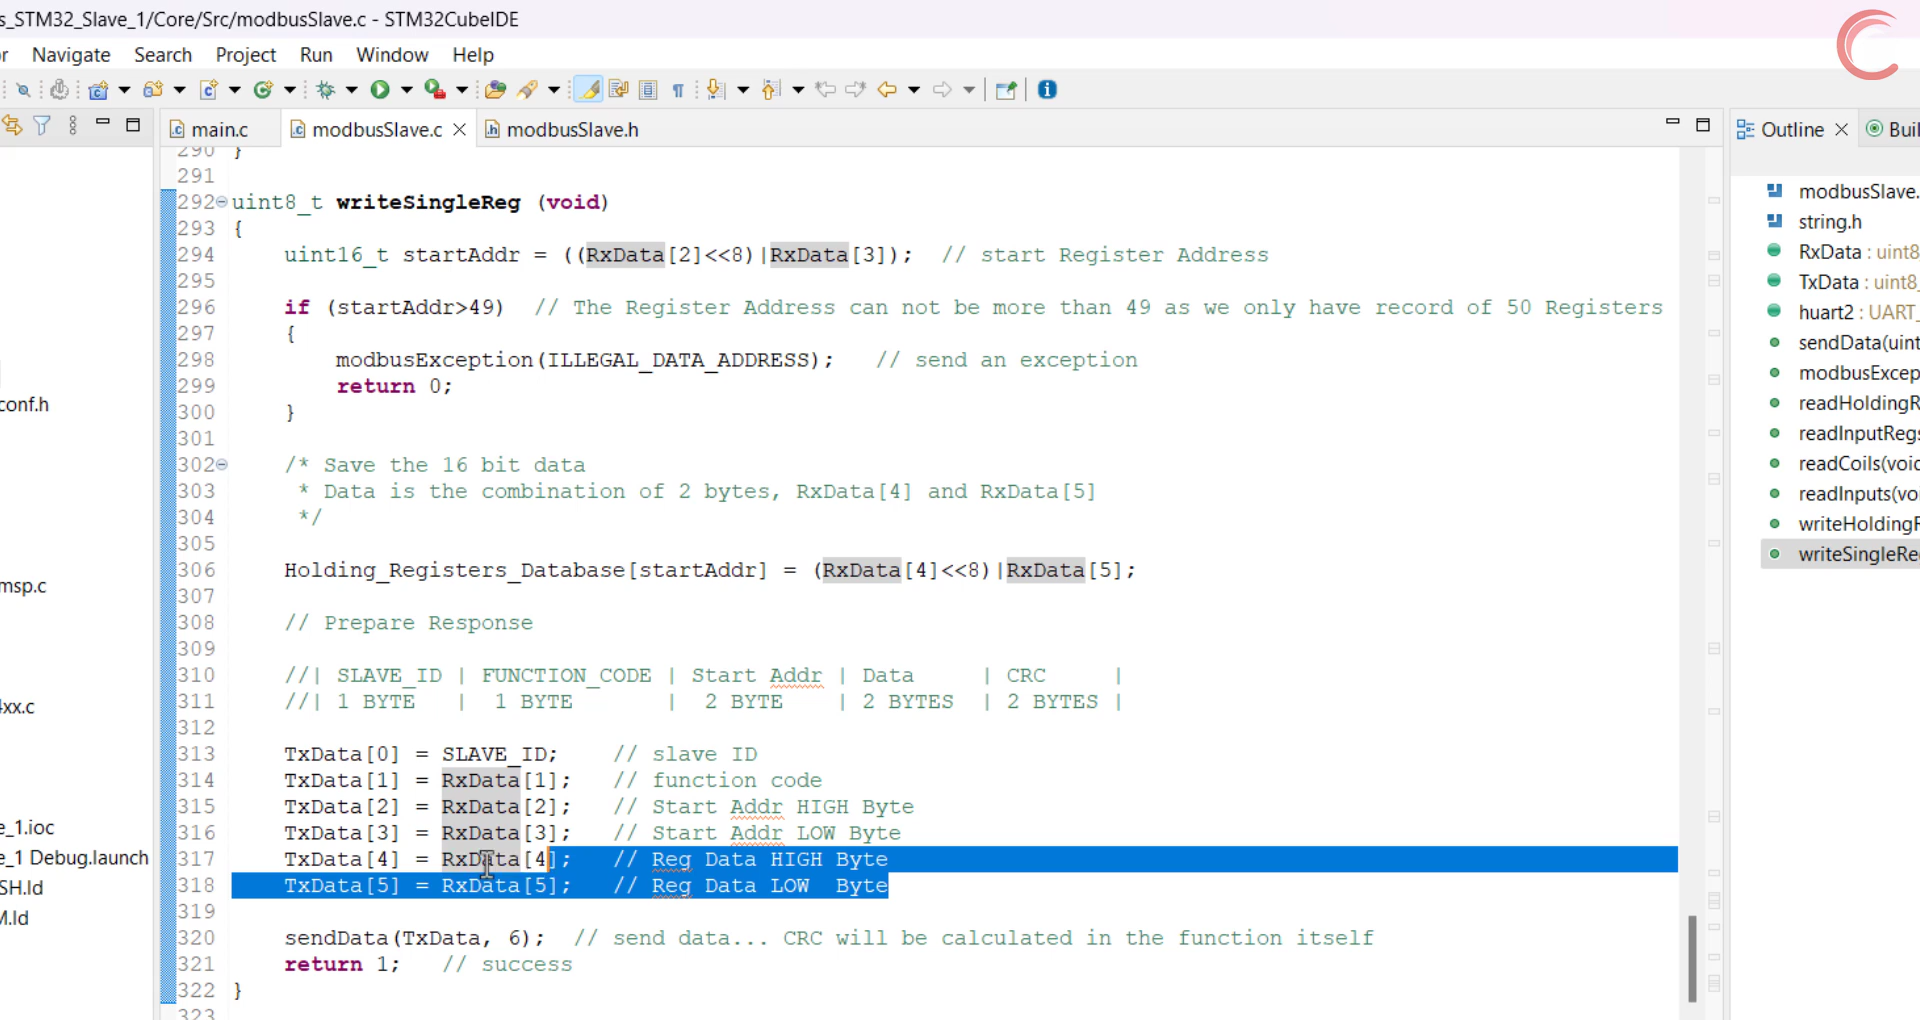 s_STM32_Slave_1/Core/Src/modbusSlave.c - STM32CubeIDE
r Navigate Search Project Run Window Help
main.c modbusSlave.c modbusSlave.h Outline Buil
290 }
291
292 uint8_t writeSingleReg (void)
293 {
294 uint16_t startAddr = ((RxData[2]<<8)|RxData[3]); // start Register Address
295
296 if (startAddr>49) // The Register Address can not be more than 49 as we only have record of 50 Registers
297 {
298 modbusException(ILLEGAL_DATA_ADDRESS); // send an exception
299 return 0;
300 }
301
302 /* Save the 16 bit data
303 * Data is the combination of 2 bytes, RxData[4] and RxData[5]
304 */
305
306 Holding_Registers_Database[startAddr] = (RxData[4]<<8)|RxData[5];
307
308 // Prepare Response
309
310 //| SLAVE_ID | FUNCTION_CODE | Start Addr | Data | CRC |
311 //| 1 BYTE | 1 BYTE | 2 BYTE | 2 BYTES | 2 BYTES |
312
313 TxData[0] = SLAVE_ID; // slave ID
314 TxData[1] = RxData[1]; // function code
315 TxData[2] = RxData[2]; // Start Addr HIGH Byte
316 TxData[3] = RxData[3]; // Start Addr LOW Byte
317 TxData[4] = RxData[4]; // Reg Data HIGH Byte
318 TxData[5] = RxData[5]; // Reg Data LOW Byte
319
320 sendData(TxData, 6); // send data... CRC will be calculated in the function itself
321 return 1; // success
322 }
323
conf.h
msp.c
4xx.c
e_1.ioc
e_1 Debug.launch
SH.ld
M.ld
modbusSlave.
string.h
RxData : uint8
TxData : uint8_
huart2 : UART_
sendData(uint
modbusExcep
readHoldingR
readInputRegs
readCoils(void
readInputs(vo
writeHoldingR
writeSingleRe